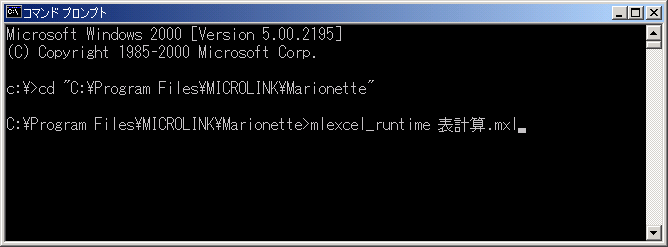 コマンド プロンプト
Microsoft Windows 2000 [Version 5.00.2195]
(C) Copyright 1985-2000 Microsoft Corp.
c:¥>cd "C:¥Program Files¥MICROLINK¥Marionette"
C:¥Program Files¥MICROLINK¥Marionette>mlexcel_runtime 表計算.mxl